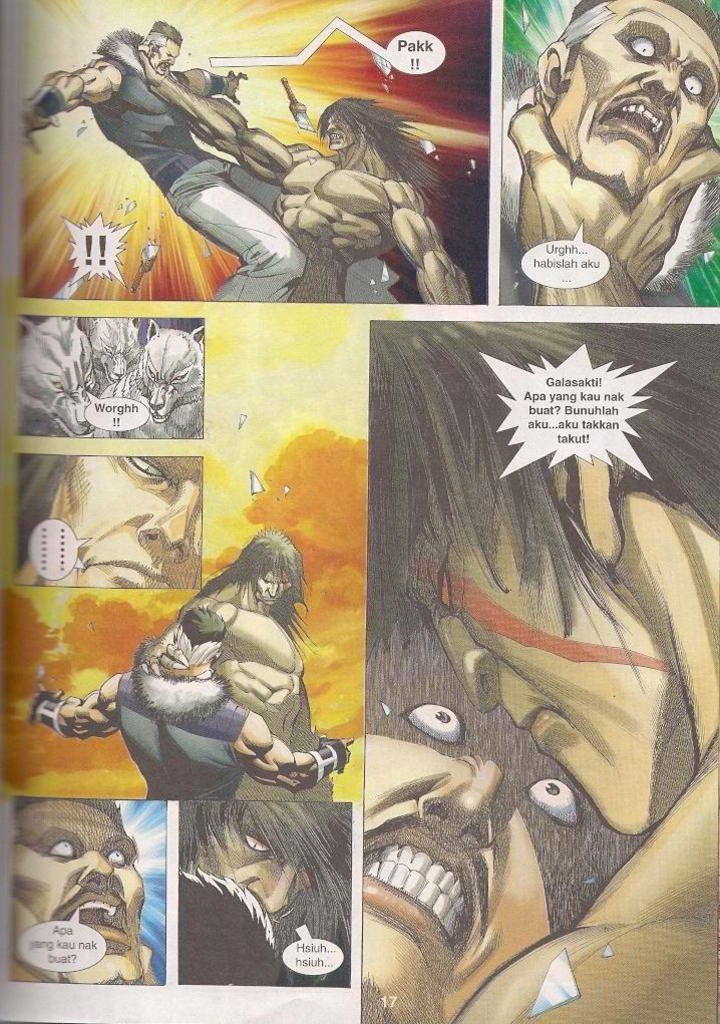 Pakk
!!
!!
Urghh...
habislah aku
...
Worghh
!!
Galasakti!
Apa yang kau nak
buat? Bunuhlah
aku...aku takkan
takut!
Apa
yang kau nak
buat?
Hsiuh...
hsiuh...
17